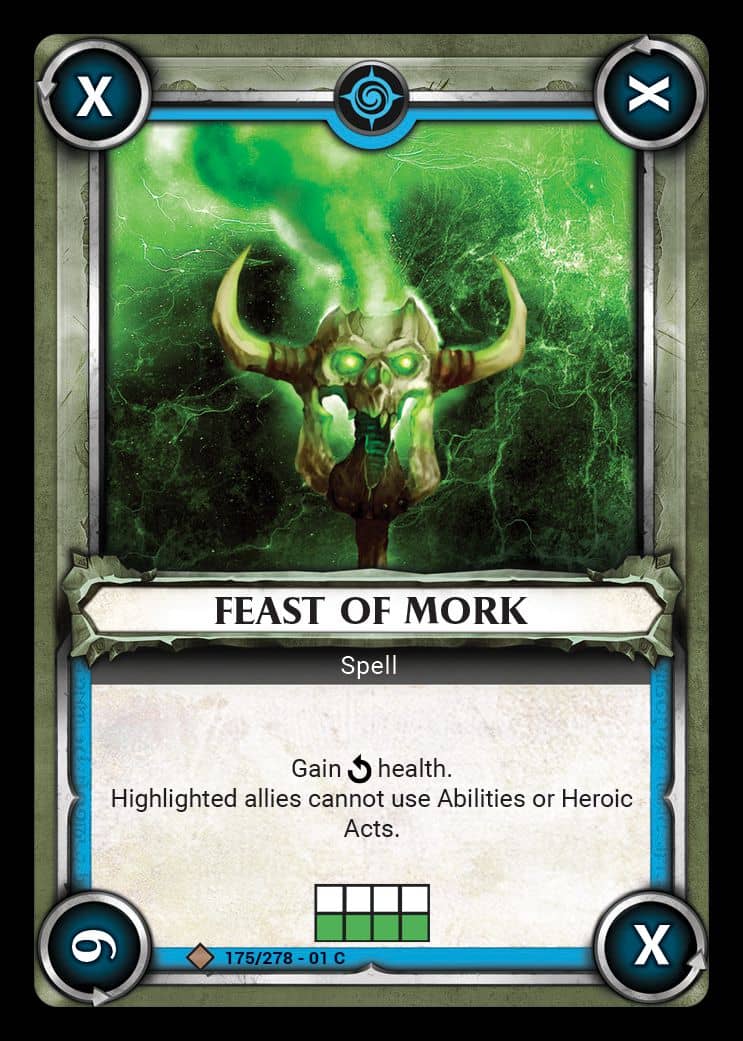 X
X
FEAST OF MORK
Spell
Gain health.
Highlighted allies cannot use Abilities or Heroic
Acts.
6
175/278 - 01 C
X